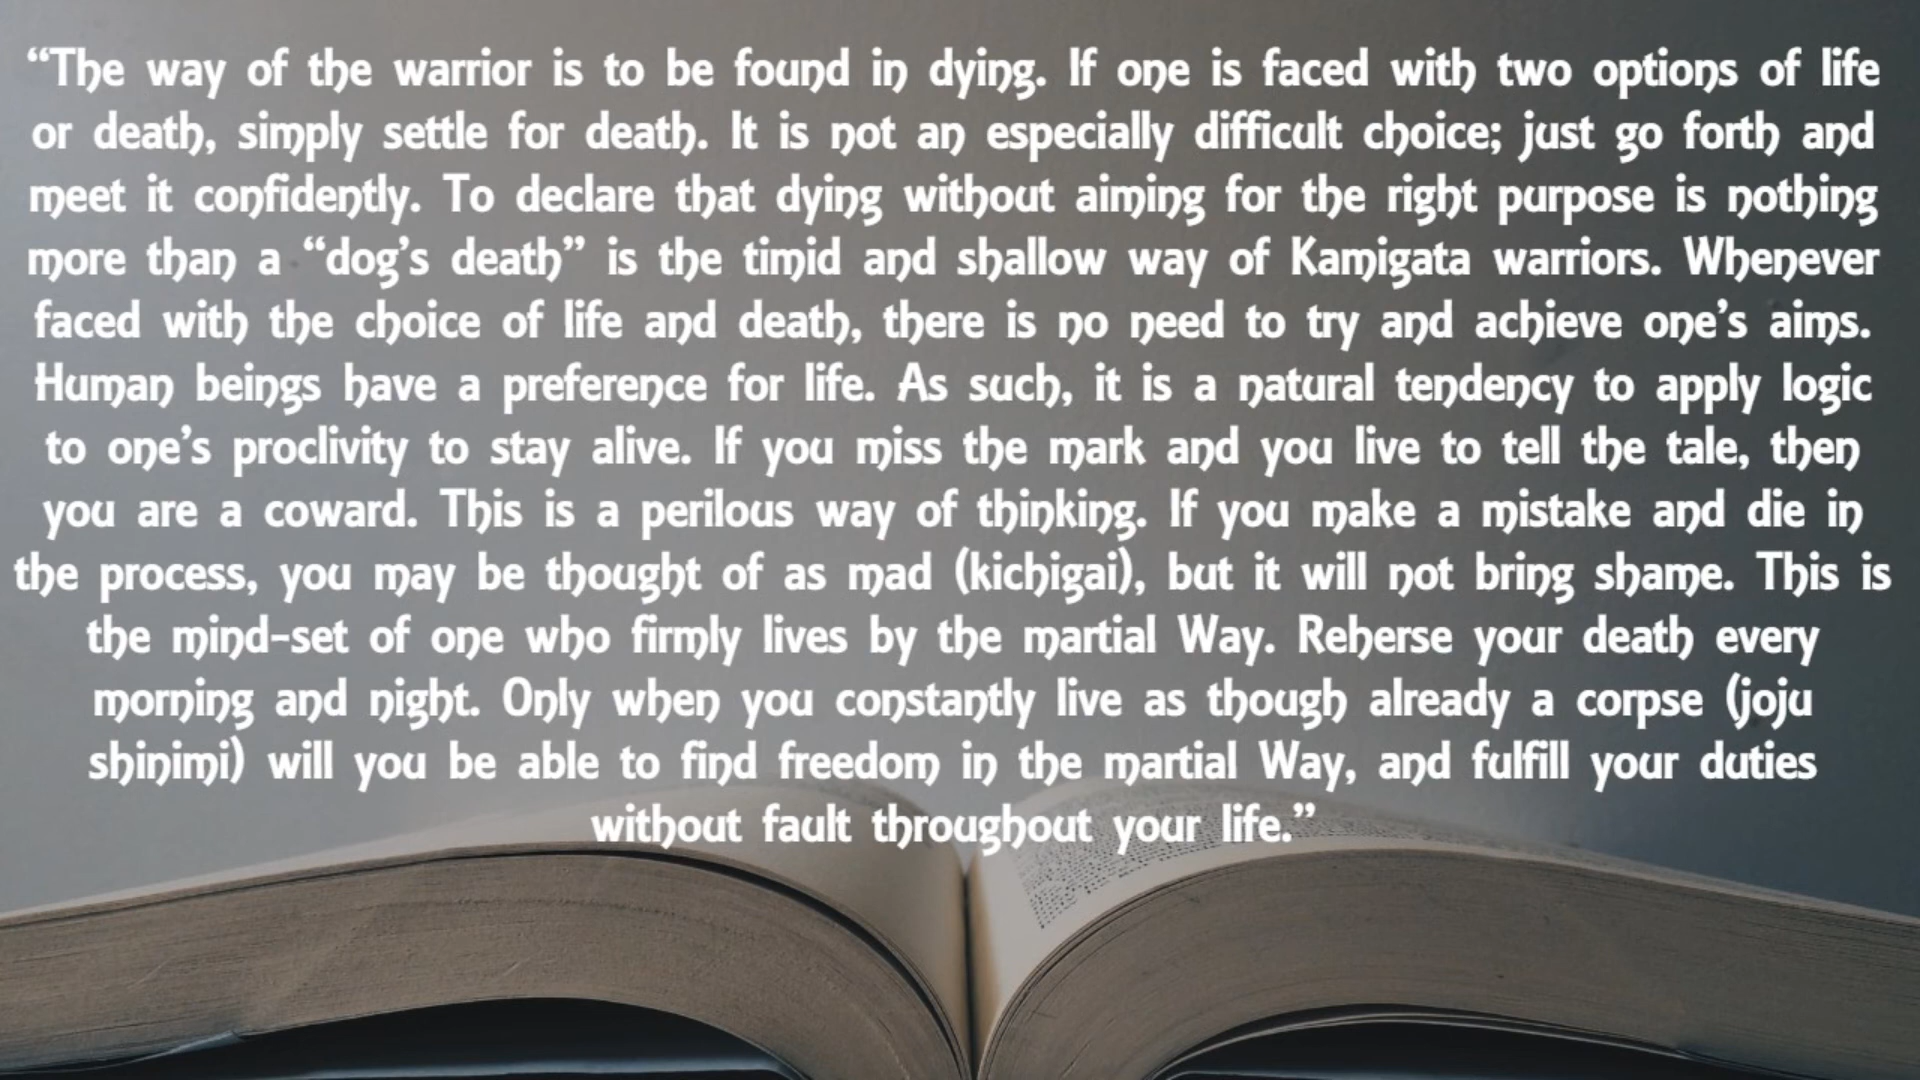 “The way of the warrior is to be found in dying. If one is faced with two options of life
or death, simply settle for death. It is not an especially difficult choice; just go forth and
meet it confidently. To declare that dying without aiming for the right purpose is nothing
more than a “dog’s death” is the timid and shallow way of Kamigata warriors. Whenever
faced with the choice of life and death, there is no need to try and achieve one’s aims.
Human beings have a preference for life. As such, it is a natural tendency to apply logic
to one’s proclivity to stay alive. If you miss the mark and you live to tell the tale, then
you are a coward. This is a perilous way of thinking. If you make a mistake and die in
the process, you may be thought of as mad (kichigai), but it will not bring shame. This is
the mind-set of one who firmly lives by the martial Way. Reherse your death every
morning and night. Only when you constantly live as though already a corpse (joju
shinimi) will you be able to find freedom in the martial Way, and fulfill your duties
without fault throughout your life.”